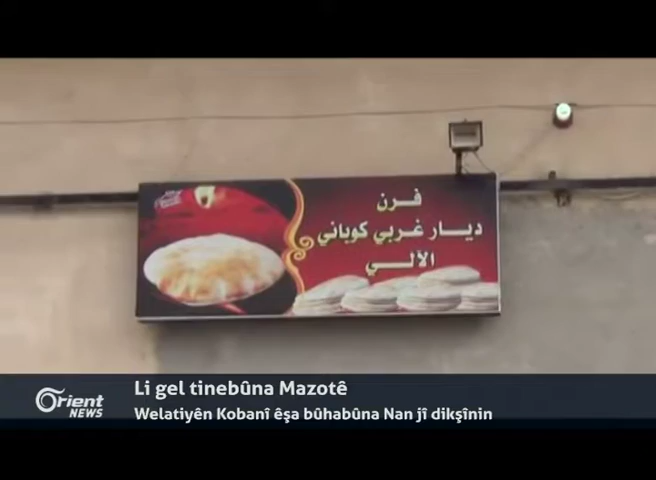 فرن
ديار غربي كوباني
الآلي
Orient
NEWS
Li gel tinebûna Mazotê
Welatiyên Kobanî êşa bûhabûna Nan jî dikşînin